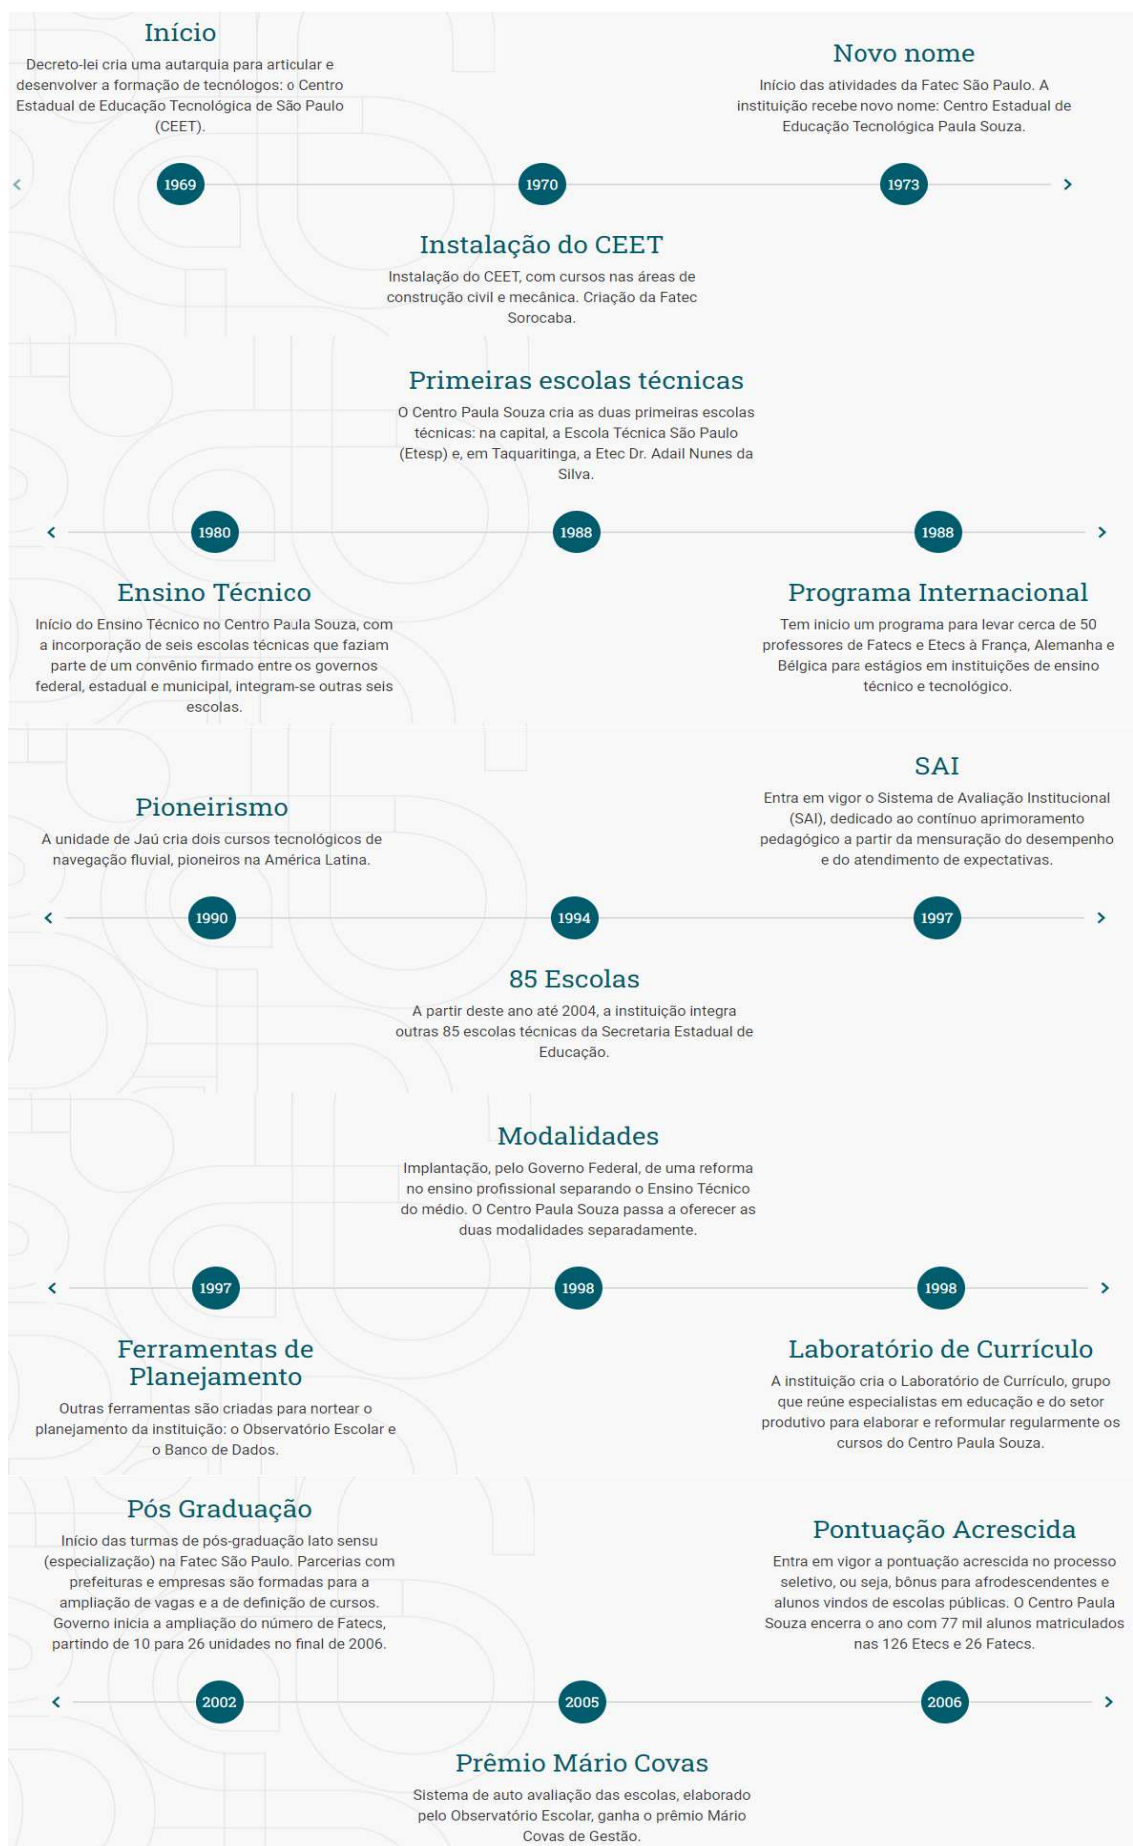 Início
Decreto-lei cria uma autarquia para articular e
desenvolver a formação de tecnólogos: o Centro
Estadual de Educação Tecnológica de São Paulo
(CEET).
Novo nome
Início das atividades da Fatec São Paulo. A
instituição recebe novo nome: Centro Estadual de
Educação Tecnológica Paula Souza.
1969
1970
1973
Instalação do CEET
Instalação do CEET, com cursos nas áreas de
construção civil e mecânica. Criação da Fatec
Sorocaba.
Primeiras escolas técnicas
O Centro Paula Souza cria as duas primeiras escolas
técnicas: na capital, a Escola Técnica São Paulo
(Etesp) e, em Taquaritinga, a Etec Dr. Adail Nunes da
Silva.
1980
1988
1988
Ensino Técnico
Início do Ensino Técnico no Centro Paula Souza, com
a incorporação de seis escolas técnicas que faziam
parte de um convênio firmado entre os governos
federal, estadual e municipal, integram-se outras seis
escolas.
Programa Internacional
Tem inicio um programa para levar cerca de 50
professores de Fatecs e Etecs à França, Alemanha e
Bélgica para estágios em instituições de ensino
técnico e tecnológico.
Pioneirismo
A unidade de Jaú cria dois cursos tecnológicos de
navegação fluvial, pioneiros na América Latina.
SAI
Entra em vigor o Sistema de Avaliação Institucional
(SAI), dedicado ao contínuo aprimoramento
pedagógico a partir da mensuração do desempenho
e do atendimento de expectativas.
1990
1994
1997
85 Escolas
A partir deste ano até 2004, a instituição integra
outras 85 escolas técnicas da Secretaria Estadual de
Educação.
Modalidades
Implantação, pelo Governo Federal, de uma reforma
no ensino profissional separando o Ensino Técnico
do médio. O Centro Paula Souza passa a oferecer as
duas modalidades separadamente.
1997
1998
1998
Ferramentas de
Planejamento
Outras ferramentas são criadas para nortear o
planejamento da instituição: o Observatório Escolar e
o Banco de Dados.
Laboratório de Currículo
A instituição cria o Laboratório de Currículo, grupo
que reúne especialistas em educação e do setor
produtivo para elaborar e reformular regularmente os
cursos do Centro Paula Souza.
Pós Graduação
Início das turmas de pós-graduação lato sensu
(especialização) na Fatec São Paulo. Parcerias com
prefeituras e empresas são formadas para a
ampliação de vagas e a de definição de cursos.
Governo inicia a ampliação do número de Fatecs,
partindo de 10 para 26 unidades no final de 2006.
Pontuação Acrescida
Entra em vigor a pontuação acrescida no processo
seletivo, ou seja, bônus para afrodescendentes e
alunos vindos de escolas públicas. O Centro Paula
Souza encerra o ano com 77 mil alunos matriculados
nas 126 Etecs e 26 Fatecs.
2002
2005
2006
Prêmio Mário Covas
Sistema de auto avaliação das escolas, elaborado
pelo Observatório Escolar, ganha o prêmio Mário
Covas de Gestão.